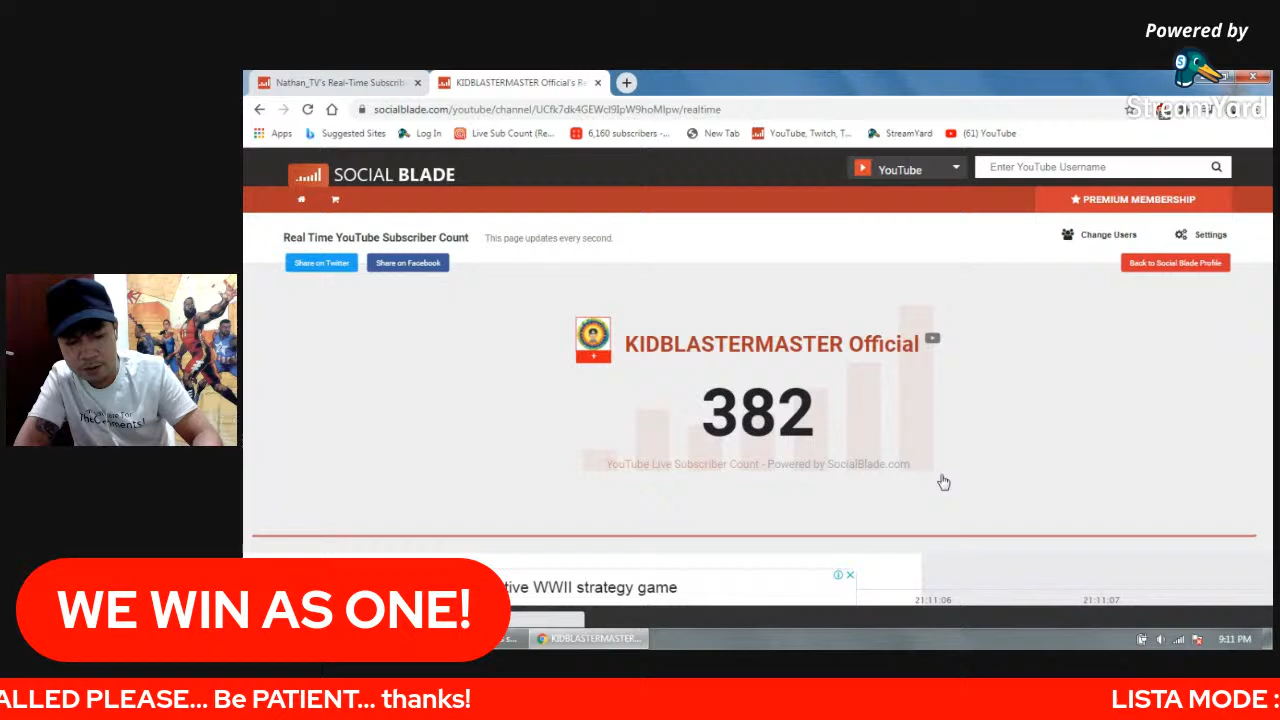 Powered by
StreamYard
Nathan_TV's Real-Time Subscrib
KIDBLASTERMASTER Official's Re
socialblade.com/youtube/channel/UCfk7dk4GEWcl9IpW9hoMlpw/realtime
Apps
Suggested Sites
Log In
Live Sub Count (Re...
6,160 subscribers -...
New Tab
YouTube, Twitch, T...
StreamYard
(61) YouTube
SOCIAL BLADE
YouTube
Enter YouTube Username
PREMIUM MEMBERSHIP
Real Time YouTube Subscriber Count
This page updates every second.
Change Users
Settings
Share on Twitter
Share on Facebook
Back to Social Blade Profile
KIDBLASTERMASTER Official
382
YouTube Live Subscriber Count - Powered by SocialBlade.com
tive WWII strategy game
21:11:06
21:11:07
WE WIN AS ONE!
KIDBLASTERMASTER...
9:11 PM
ALLED PLEASE... Be PATIENT... thanks!
LISTA MODE :